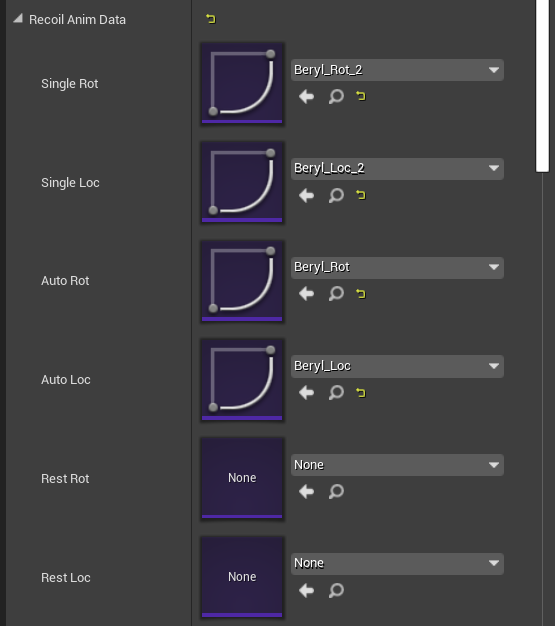 Recoil Anim Data
Single Rot
Beryl_Rot_2
Single Loc
Beryl_Loc_2
Auto Rot
Beryl_Rot
Auto Loc
Beryl_Loc
Rest Rot
None
None
Rest Loc
None
None